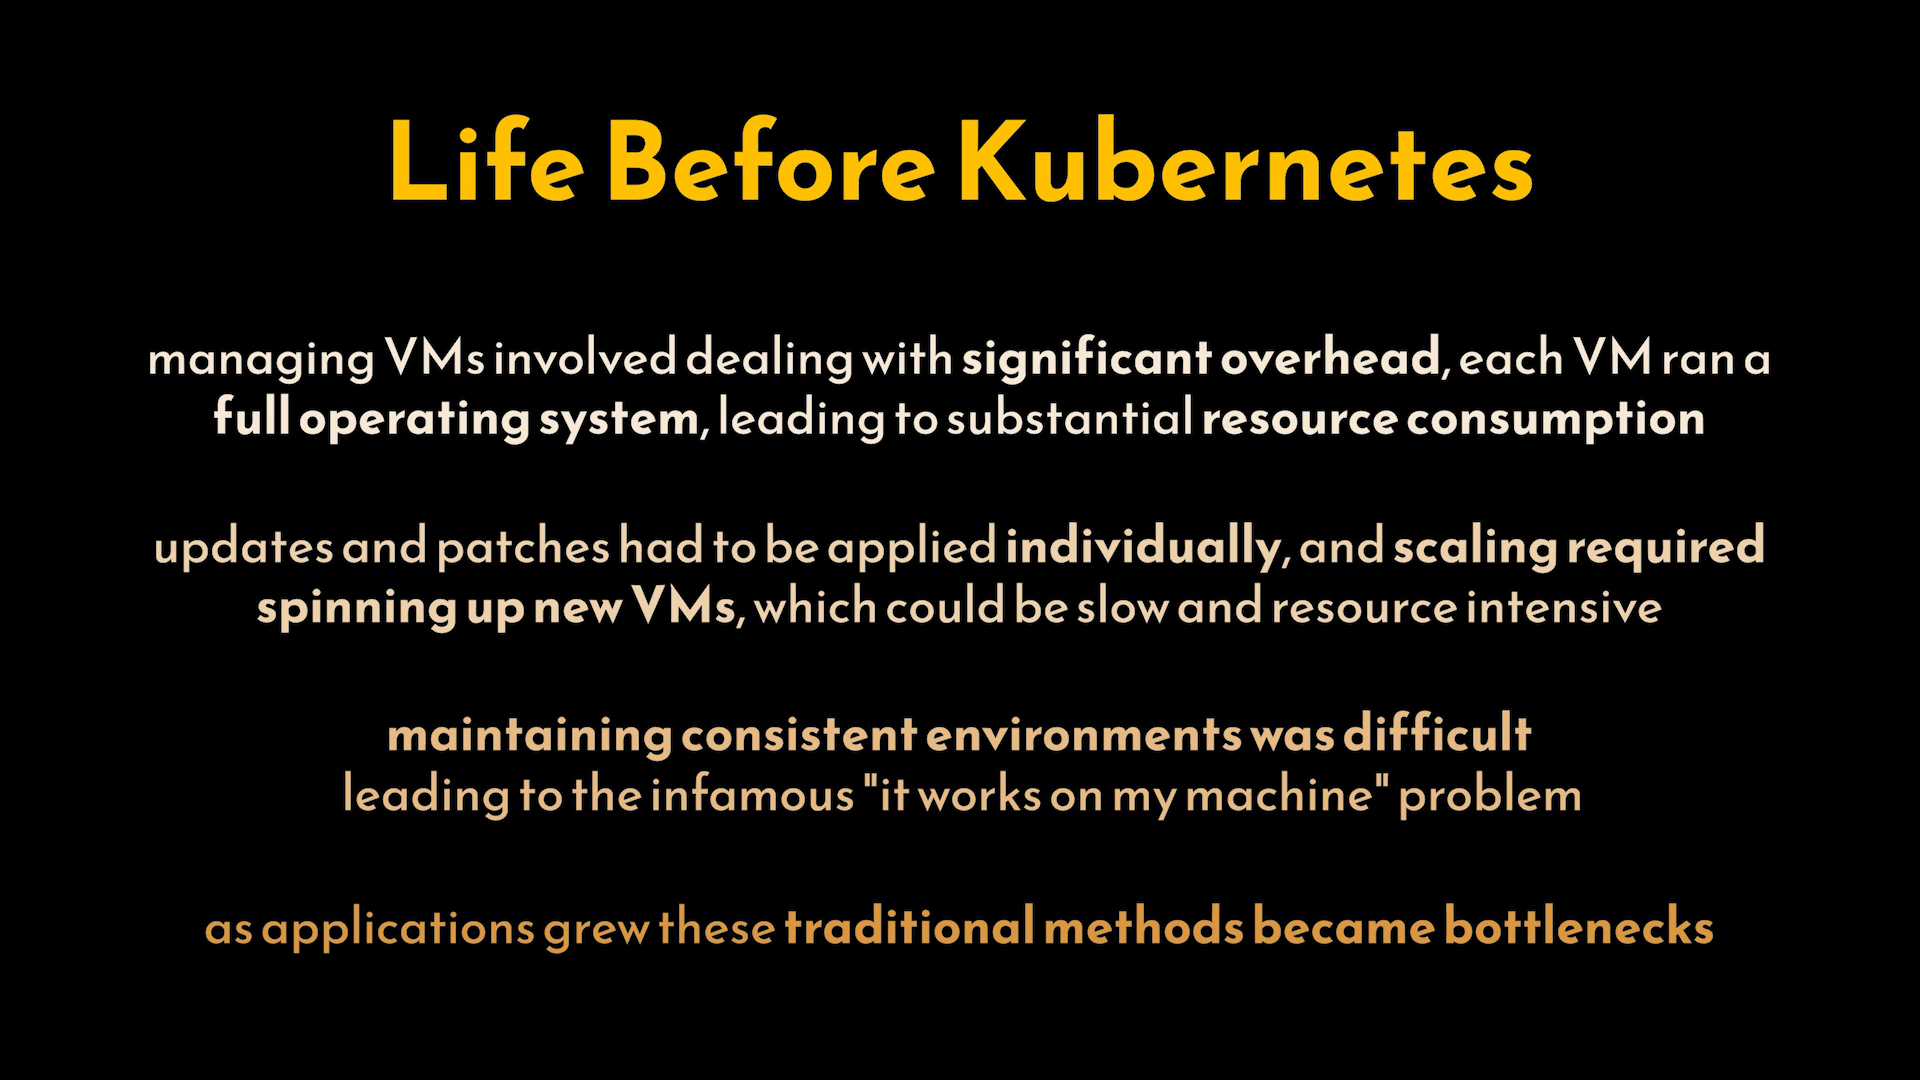 Life Before Kubernetes
managing VMs involved dealing with significant overhead, each VM ran a
full operating system, leading to substantial resource consumption
updates and patches had to be applied individually, and scaling required
spinning up new VMs, which could be slow and resource intensive
maintaining consistent environments was difficult
leading to the infamous "it works on my machine" problem
as applications grew these traditional methods became bottlenecks